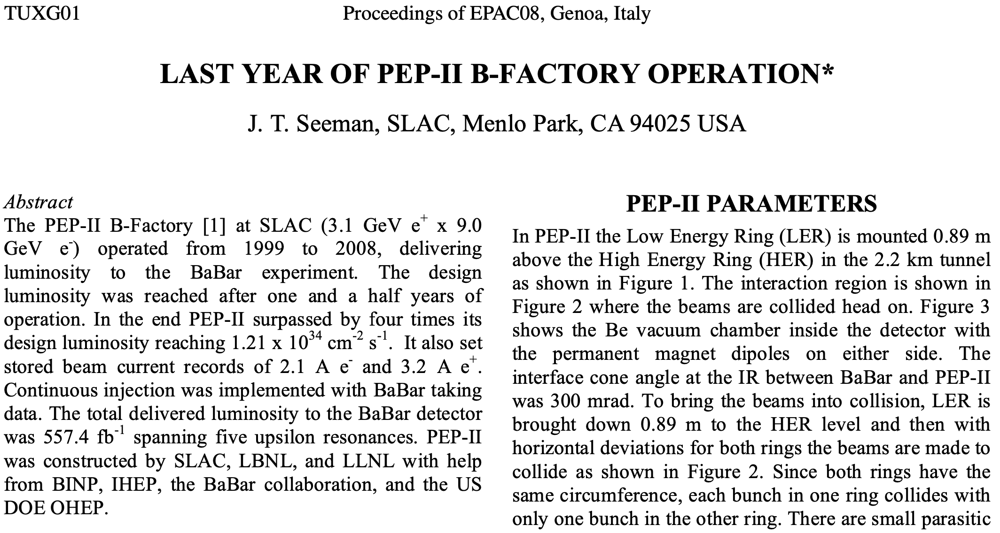 TUXG01
Proceedings of EPAC08, Genoa, Italy
LAST YEAR OF PEP-II B-FACTORY OPERATION*
J. T. Seeman, SLAC, Menlo Park, CA 94025 USA
Abstract
The PEP-II B-Factory [1] at SLAC (3.1 GeV e⁺ x 9.0
GeV e⁻) operated from 1999 to 2008, delivering
luminosity to the BaBar experiment. The design
luminosity was reached after one and a half years of
operation. In the end PEP-II surpassed by four times its
design luminosity reaching 1.21 x 10³⁴ cm⁻² s⁻¹. It also set
stored beam current records of 2.1 A e⁻ and 3.2 A e⁺.
Continuous injection was implemented with BaBar taking
data. The total delivered luminosity to the BaBar detector
was 557.4 fb⁻¹ spanning five upsilon resonances. PEP-II
was constructed by SLAC, LBNL, and LLNL with help
from BINP, IHEP, the BaBar collaboration, and the US
DOE OHEP.
PEP-II PARAMETERS
In PEP-II the Low Energy Ring (LER) is mounted 0.89 m
above the High Energy Ring (HER) in the 2.2 km tunnel
as shown in Figure 1. The interaction region is shown in
Figure 2 where the beams are collided head on. Figure 3
shows the Be vacuum chamber inside the detector with
the permanent magnet dipoles on either side. The
interface cone angle at the IR between BaBar and PEP-II
was 300 mrad. To bring the beams into collision, LER is
brought down 0.89 m to the HER level and then with
horizontal deviations for both rings the beams are made to
collide as shown in Figure 2. Since both rings have the
same circumference, each bunch in one ring collides with
only one bunch in the other ring. There are small parasitic